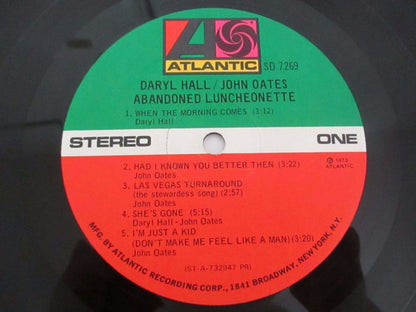 A
ATLANTIC
SD 7269
DARYL HALL/JOHN OATES
ABANDONED LUNCHEONETTE
1. WHEN THE MORNING COMES (3:12)
Daryl Hall
STEREO
ONE
2. HAD I KNOWN YOU BETTER THEN (3:22)
John Oates
℗ 1973
ATLANTIC
3. LAS VEGAS TURNAROUND
(the stewardess song) (2:57)
John Oates
4. SHE'S GONE (5:15)
Daryl Hall-John Oates
5. I'M JUST A KID
(DON'T MAKE ME FEEL LIKE A MAN)(3:20)
John Oates
(ST-A-732947 PR)
MFG. BY ATLANTIC RECORDING CORP., 1841 BROADWAY, NEW YORK, N.Y.